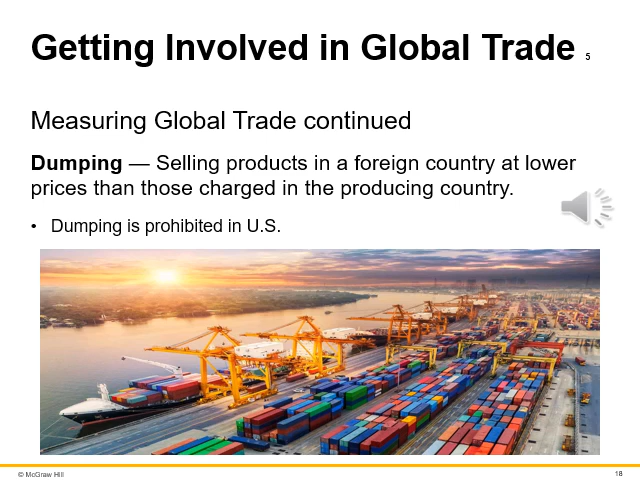 Getting Involved in Global Trade 5
Measuring Global Trade continued
Dumping — Selling products in a foreign country at lower
prices than those charged in the producing country.
• Dumping is prohibited in U.S.
© McGraw Hill
18